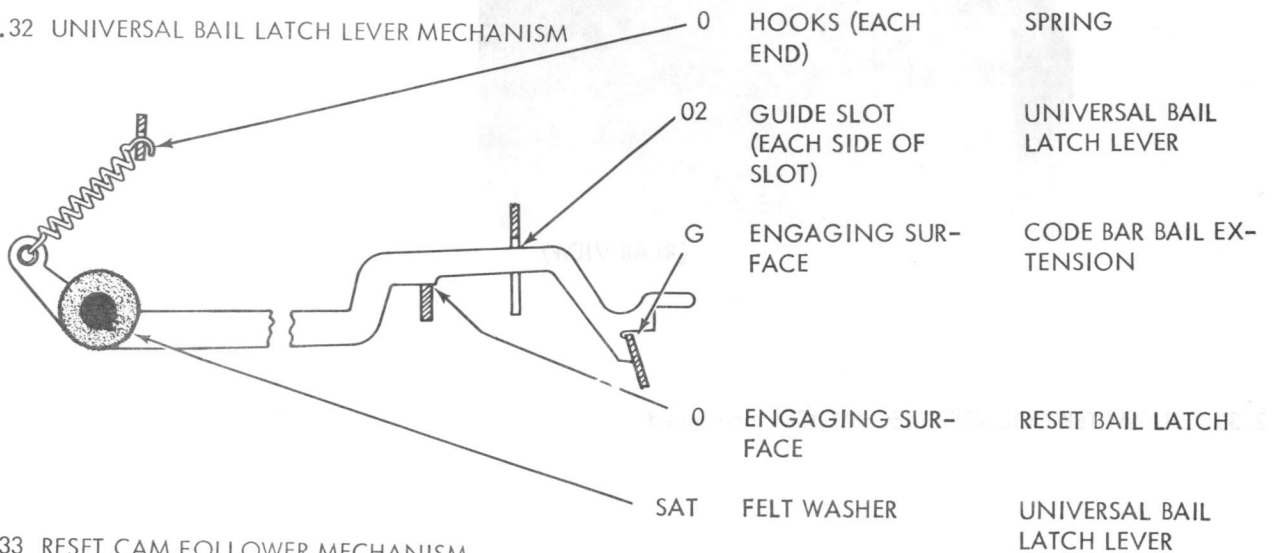 .32 UNIVERSAL BAIL LATCH LEVER MECHANISM
0 HOOKS (EACH END) SPRING
02 GUIDE SLOT (EACH SIDE OF SLOT) UNIVERSAL BAIL LATCH LEVER
G ENGAGING SUR-FACE CODE BAR BAIL EX-TENSION
0 ENGAGING SUR-FACE RESET BAIL LATCH
SAT FELT WASHER UNIVERSAL BAIL LATCH LEVER
33 RESET CAM FOLLOWER MECHANISM